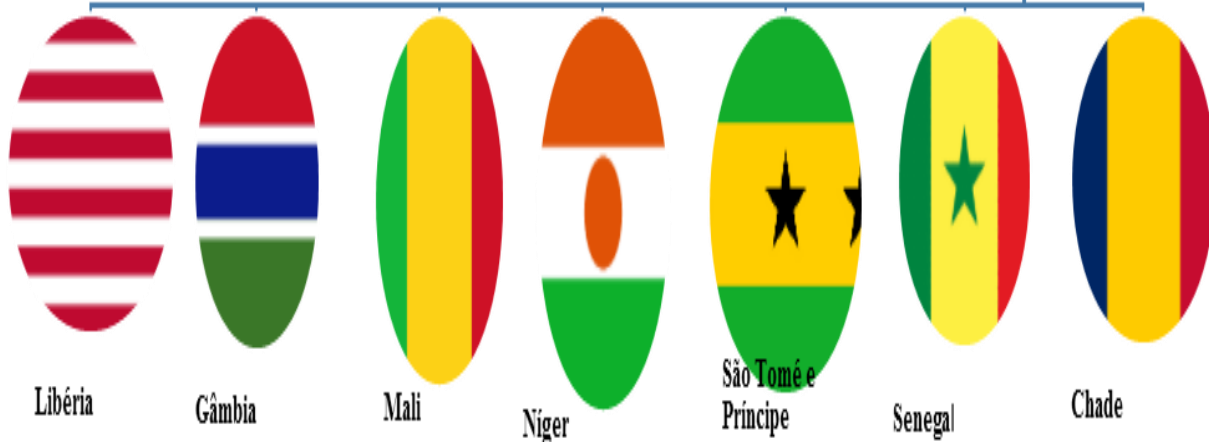 Libéria
Gâmbia
Mali
Níger
São Tomé e
Príncipe
Senegal
Chade